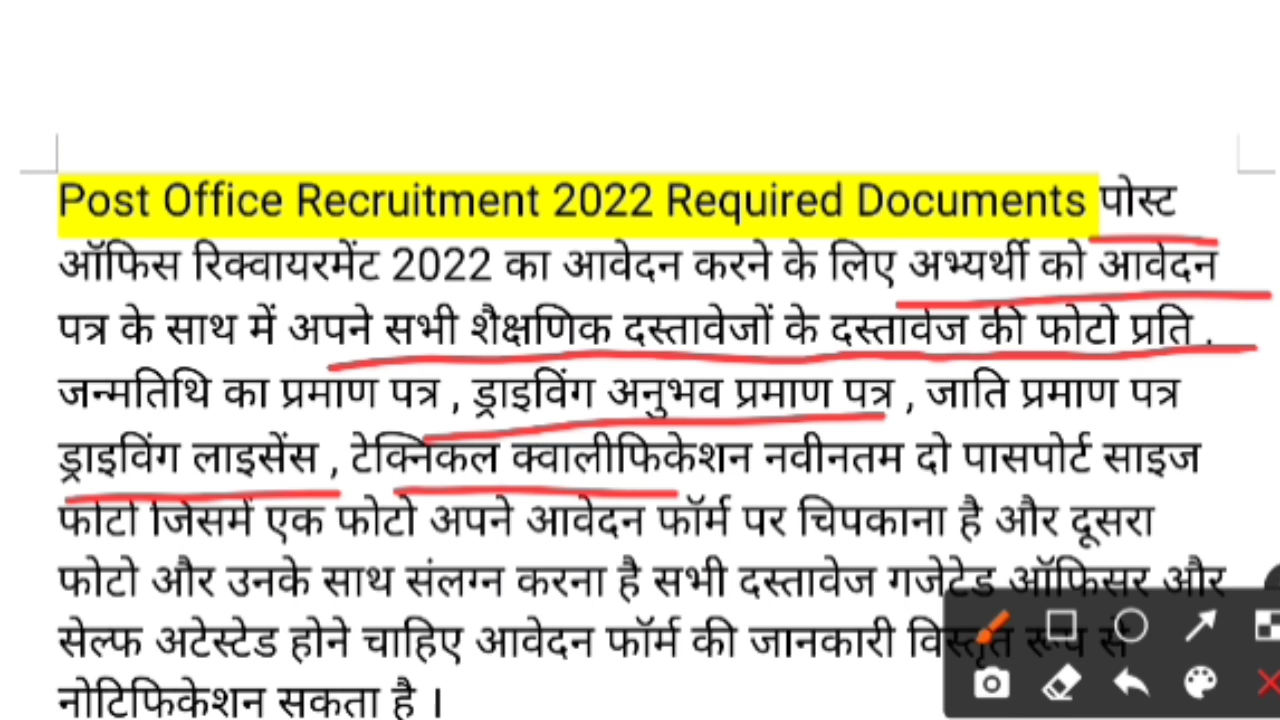 Post Office Recruitment 2022 Required Documents पोस्ट
ऑफिस रिक्वायरमेंट 2022 का आवेदन करने के लिए अभ्यर्थी को आवेदन
पत्र के साथ में अपने सभी शैक्षणिक दस्तावेजों के दस्तावेज की फोटो प्रति .
जन्मतिथि का प्रमाण पत्र , ड्राइविंग अनुभव प्रमाण पत्र , जाति प्रमाण पत्र
ड्राइविंग लाइसेंस , टेक्निकल क्वालीफिकेशन नवीनतम दो पासपोर्ट साइज
फोटो जिसमें एक फोटो अपने आवेदन फॉर्म पर चिपकाना है और दूसरा
फोटो और उनके साथ संलग्न करना है सभी दस्तावेज गजेटेड ऑफिसर और
सेल्फ अटेस्टेड होने चाहिए आवेदन फॉर्म की जानकारी विस्तृत रूप से
नोटिफिकेशन सकता है ।